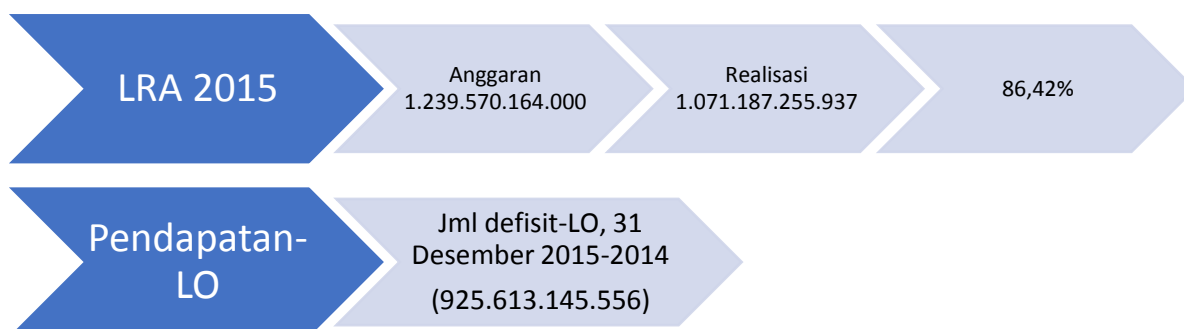 LRA 2015
Anggaran
1.239.570.164.000
Realisasi
1.071.187.255.937
86,42%
Pendapatan-
LO
Jml defisit-LO, 31
Desember 2015-2014
(925.613.145.556)